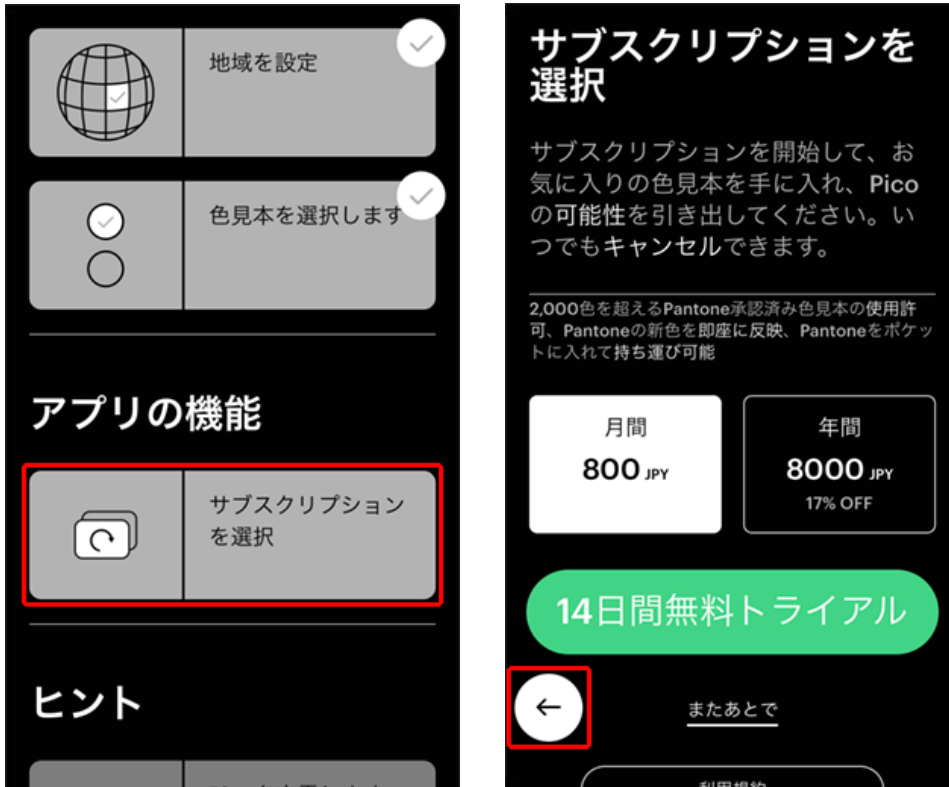 地域を設定
色見本を選択します
アプリの機能
サブスクリプション
を選択
ヒント
サブスクリプションを
選択
サブスクリプションを開始して、お
気に入りの色見本を手に入れ、Pico
の可能性を引き出してください。い
つでもキャンセルできます。
2,000色を超えるPantone承認済み色見本の使用許
可、Pantoneの新色を即座に反映、Pantoneをポケッ
トに入れて持ち運び可能
月間
800 JPY
年間
8000 JPY
17% OFF
14日間無料トライアル
またあとで
利用規約